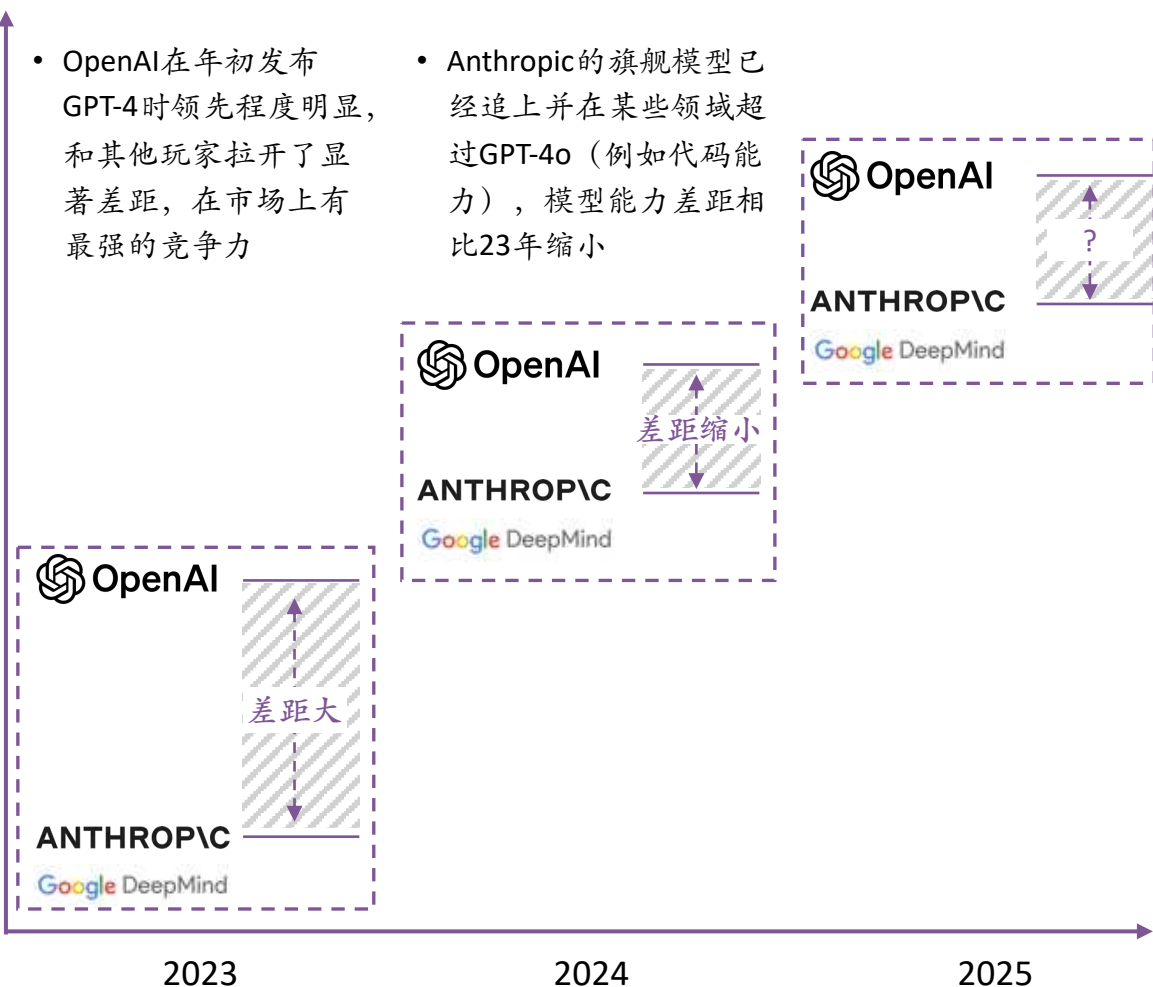 • OpenAI在年初发布
GPT-4时领先程度明显，
和其他玩家拉开了显
著差距，在市场上有
最强的竞争力
• Anthropic的旗舰模型已
经追上并在某些领域超
过GPT-4o（例如代码能
力），模型能力差距相
比23年缩小
OpenAI
?
ANTHROP\C
Google DeepMind
OpenAI
差距缩小
ANTHROP\C
Google DeepMind
OpenAI
差距大
ANTHROP\C
Google DeepMind
2023
2024
2025